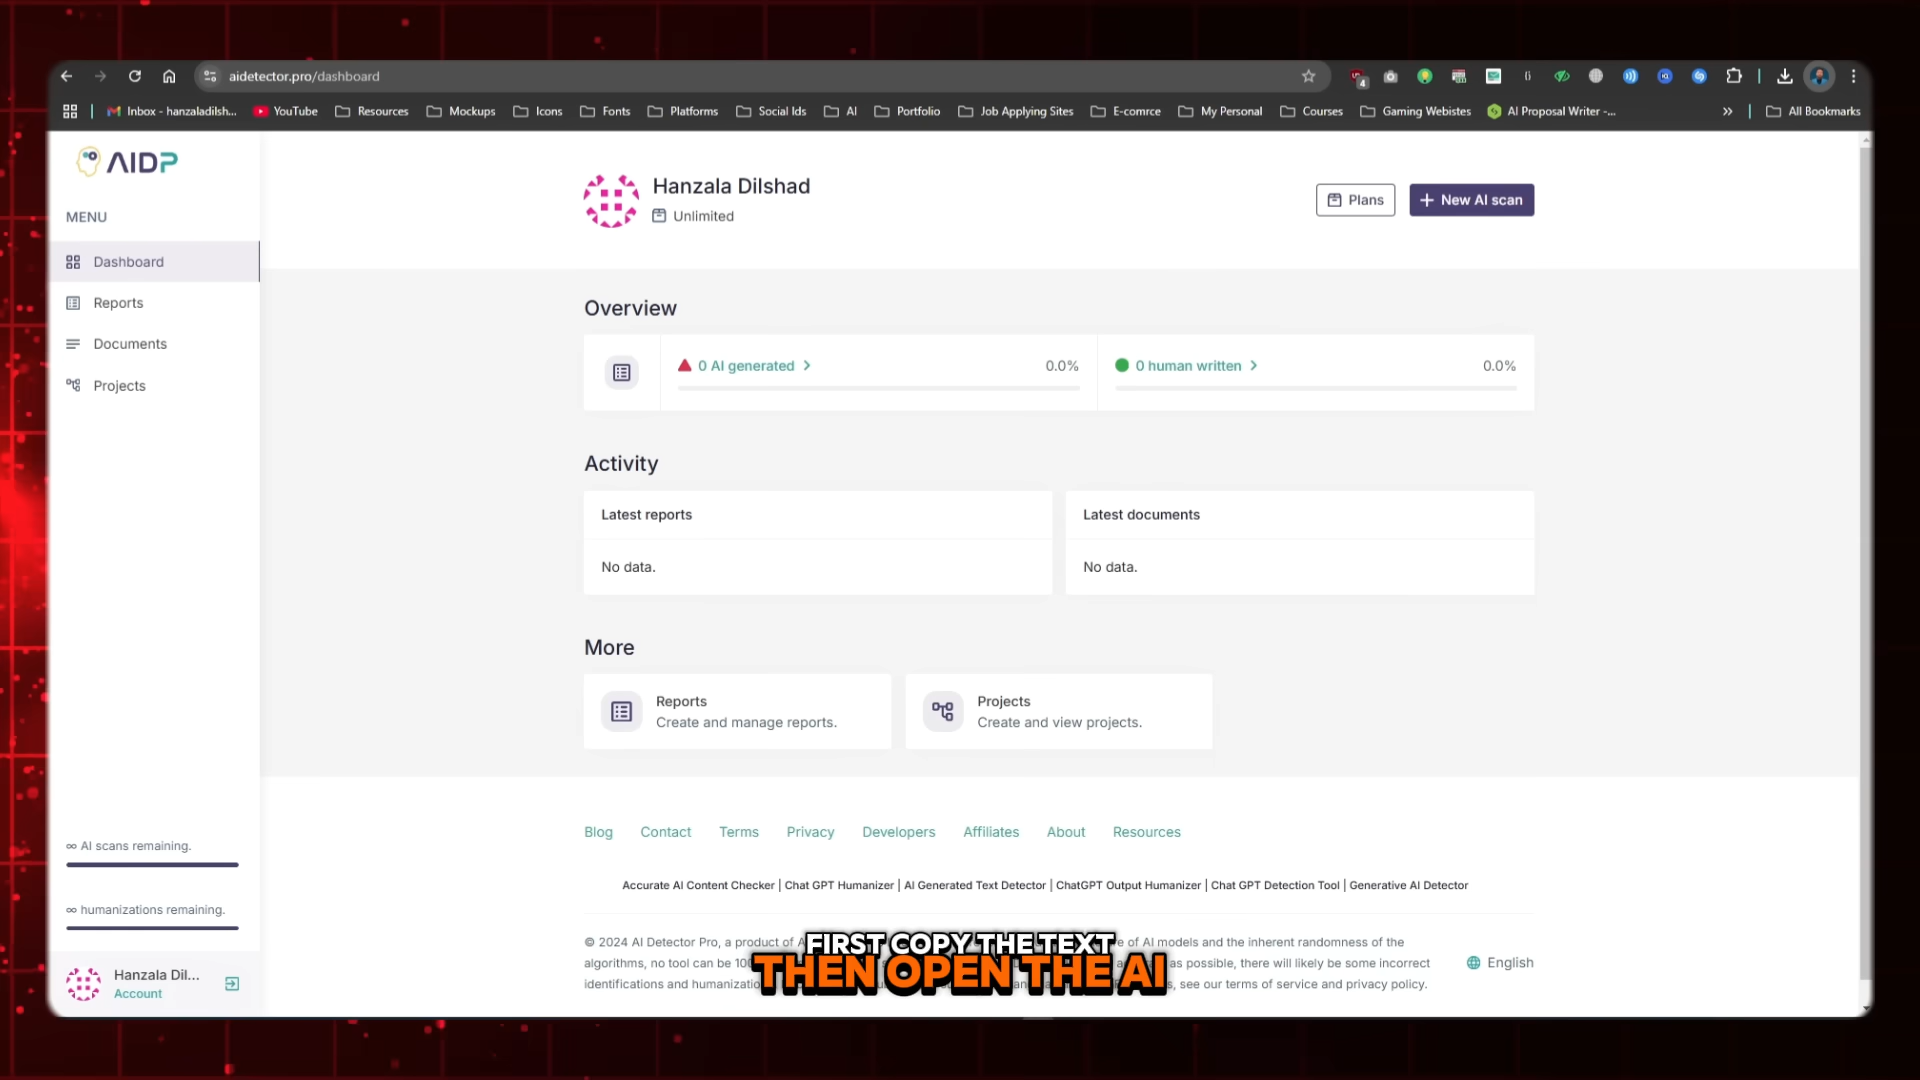 aidetector.pro/dashboard
4
Inbox - hanzaladilsh...
YouTube
Resources
Mockups
Icons
Fonts
Platforms
Social Ids
AI
Portfolio
Job Applying Sites
E-comrce
My Personal
Courses
Gaming Webistes
AI Proposal Writer -...
»
All Bookmarks
AIDP
MENU
Dashboard
Reports
Documents
Projects
Hanzala Dilshad
Unlimited
Plans
+ New AI scan
Overview
0 AI generated
0.0%
0 human written
0.0%
Activity
Latest reports
No data.
Latest documents
No data.
More
Reports
Create and manage reports.
Projects
Create and view projects.
∞ AI scans remaining.
∞ humanizations remaining.
Hanzala Dil...
Account
Blog Contact Terms Privacy Developers Affiliates About Resources
Accurate AI Content Checker | Chat GPT Humanizer | AI Generated Text Detector | ChatGPT Output Humanizer | Chat GPT Detection Tool | Generative AI Detector
© 2024 AI Detector Pro, a product of of AI models and the inherent randomness of the
algorithms, no tool can be as possible, there will likely be some incorrect
identifications and see our terms of service and privacy policy.
English
FIRST COPY THE TEXT
THEN OPEN THE AI